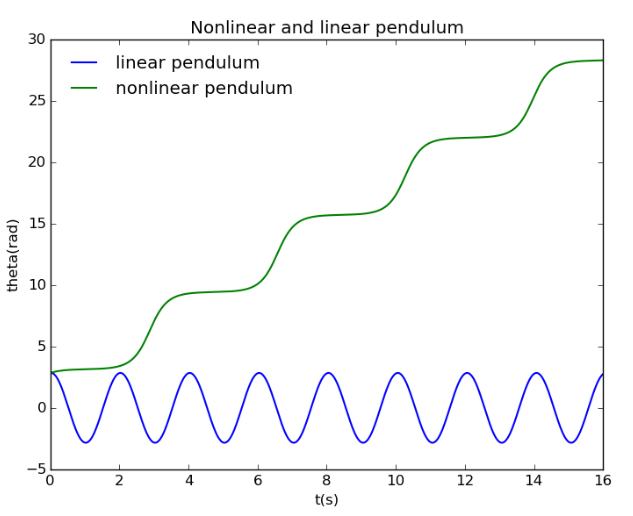 Nonlinear and linear pendulum
30
25
20
15
10
5
0
−5
linear pendulum
nonlinear pendulum
theta(rad)
0 2 4 6 8 10 12 14 16
t(s)